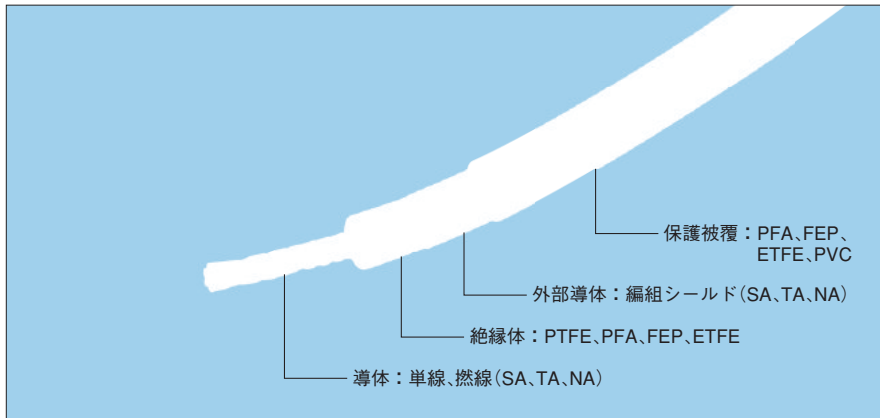 保護被覆：PFA、FEP、
ETFE、PVC
外部導体：編組シールド(SA、TA、NA)
絶縁体：PTFE、PFA、FEP、ETFE
導体：単線、撚線(SA、TA、NA)